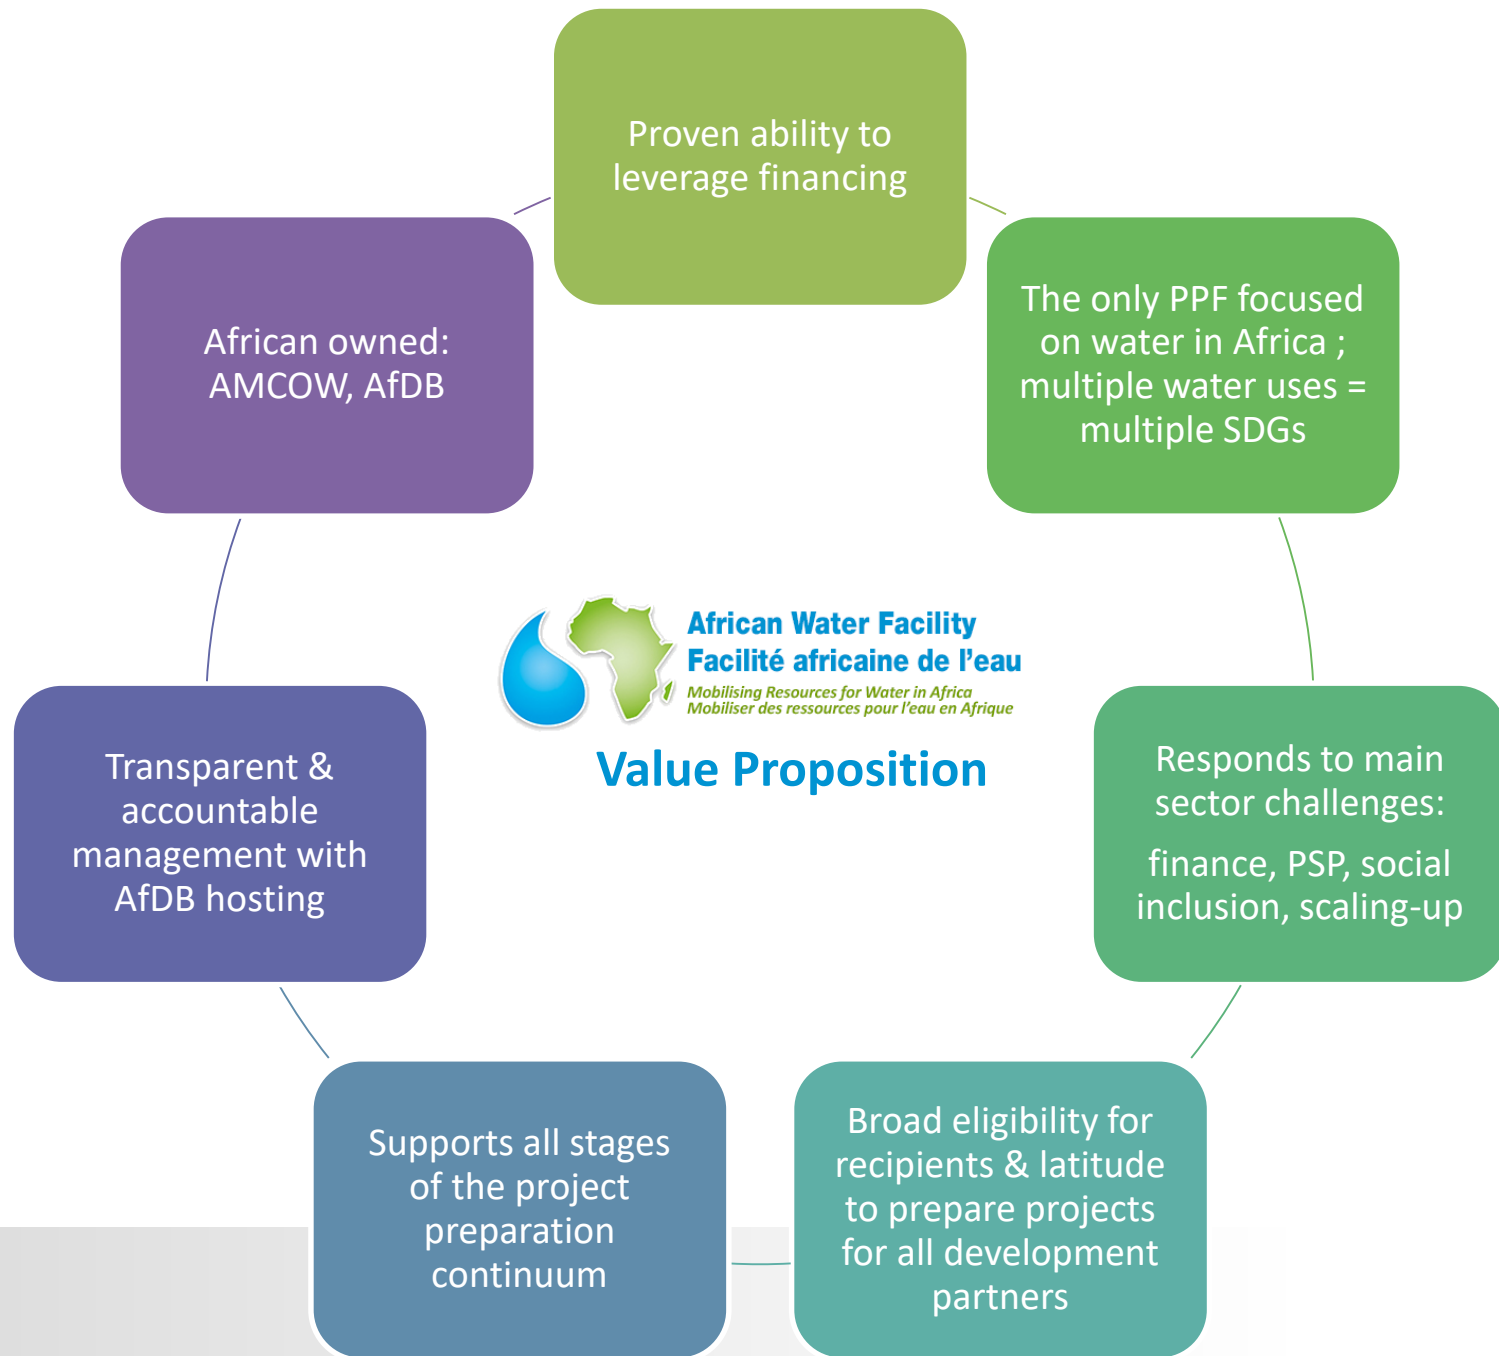 Proven ability to
leverage financing
The only PPF focused
on water in Africa ;
multiple water uses =
multiple SDGs
Responds to main
sector challenges:
finance, PSP, social
inclusion, scaling-up
Broad eligibility for
recipients & latitude
to prepare projects
for all development
partners
Supports all stages
of the project
preparation
continuum
Transparent &
accountable
management with
AfDB hosting
African owned:
AMCOW, AfDB
African Water Facility
Facilité africaine de l'eau
Mobilising Resources for Water in Africa
Mobiliser des ressources pour l'eau en Afrique
Value Proposition